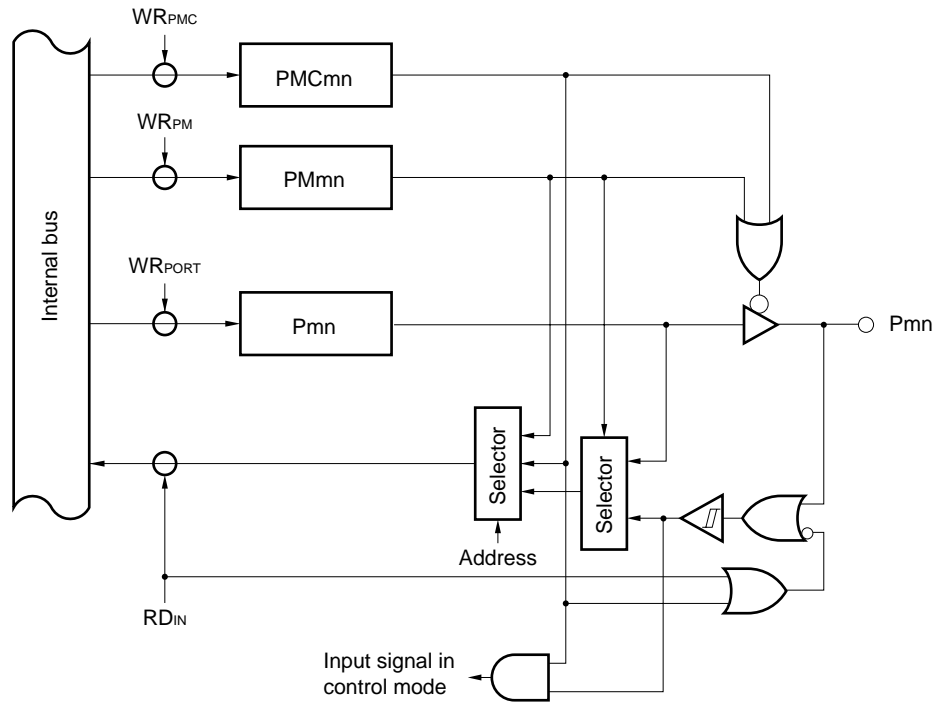 WRPMC
PMCmn
WRPM
PMmn
Internal bus
WRPORT
Pmn
Pmn
Selector
Selector
Address
RDIN
Input signal in
control mode